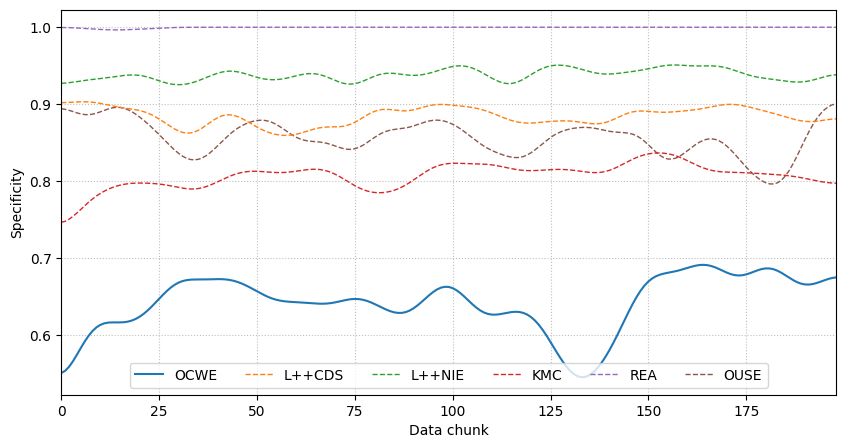 Specificity
1.0
0.9
0.8
0.7
0.6
OCWE L++CDS L++NIE KMC REA OUSE
0 25 50 75 100 125 150 175
Data chunk